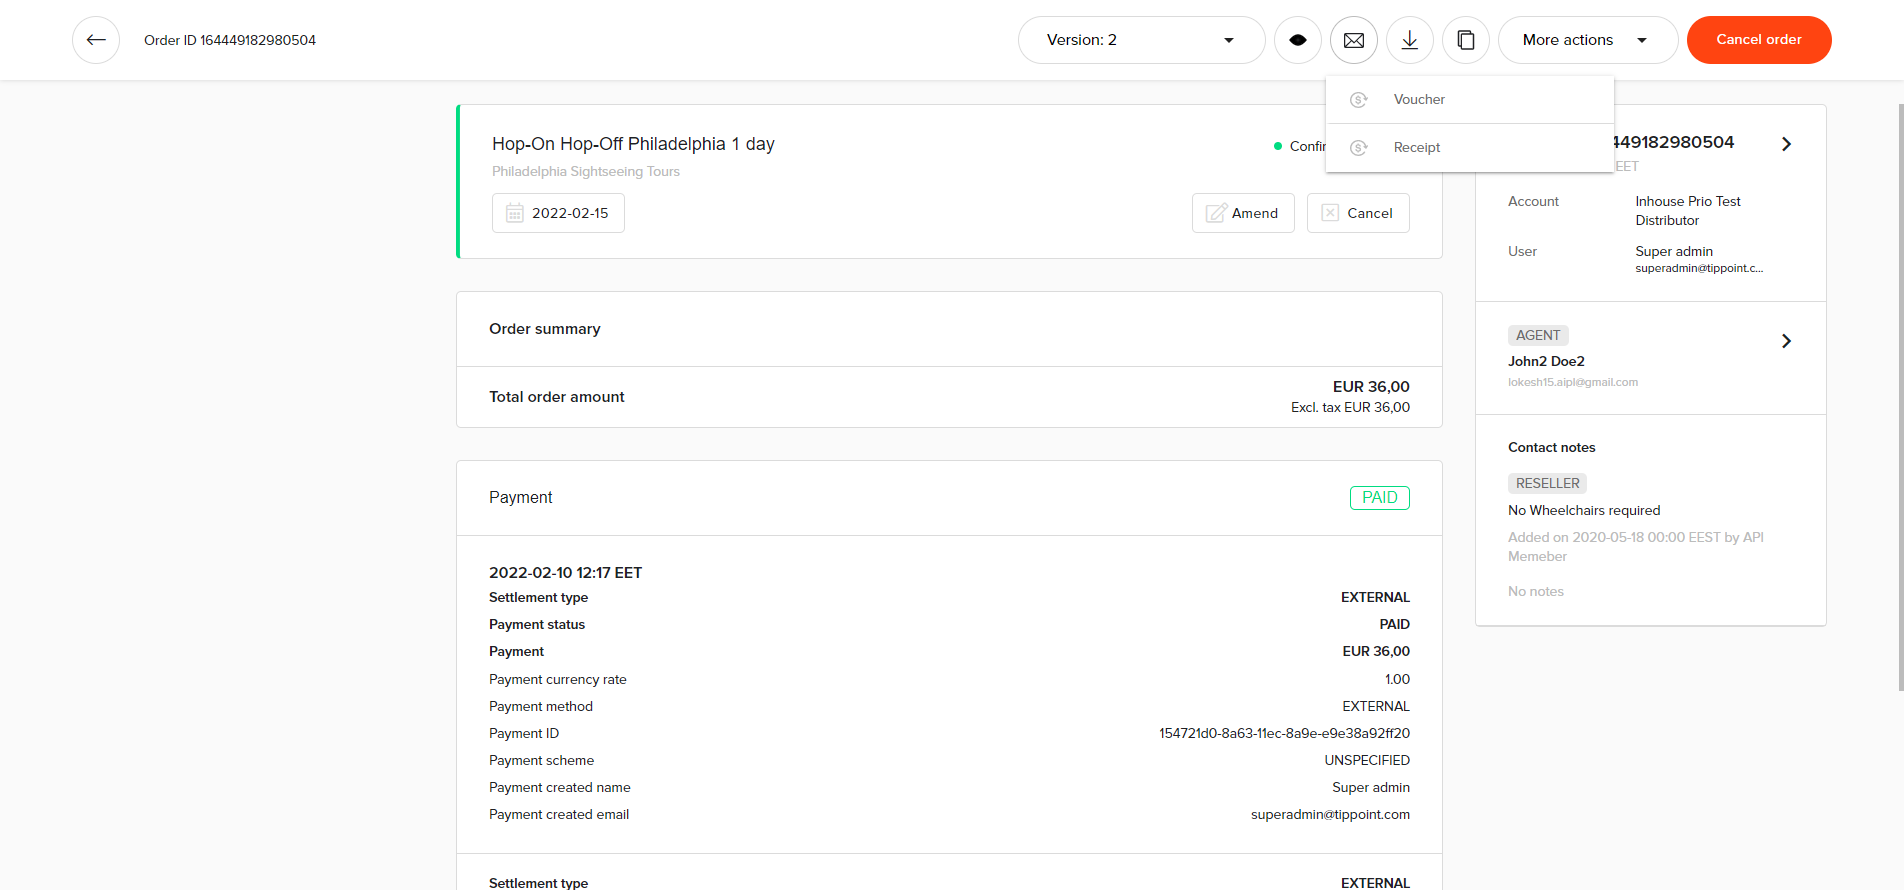 Order ID 164449182980504
Version: 2
More actions
Cancel order
Voucher
Receipt
Hop-On Hop-Off Philadelphia 1 day
Philadelphia Sightseeing Tours
2022-02-15
Amend
Cancel
Order summary
Total order amount
EUR 36,00
Excl. tax EUR 36,00
Payment
PAID
2022-02-10 12:17 EET
Settlement type
EXTERNAL
Payment status
PAID
Payment
EUR 36,00
Payment currency rate
1.00
Payment method
EXTERNAL
Payment ID
154721d0-8a63-11ec-8a9e-e9e38a92ff20
Payment scheme
UNSPECIFIED
Payment created name
Super admin
Payment created email
superadmin@tippoint.com
Settlement type
EXTERNAL
449182980504
EET
Account
Inhouse Prio Test
Distributor
User
Super admin
superadmin@tippoint.c...
AGENT
John2 Doe2
lokesh15.aipl@gmail.com
Contact notes
RESELLER
No Wheelchairs required
Added on 2020-05-18 00:00 EEST by API
Memeber
No notes